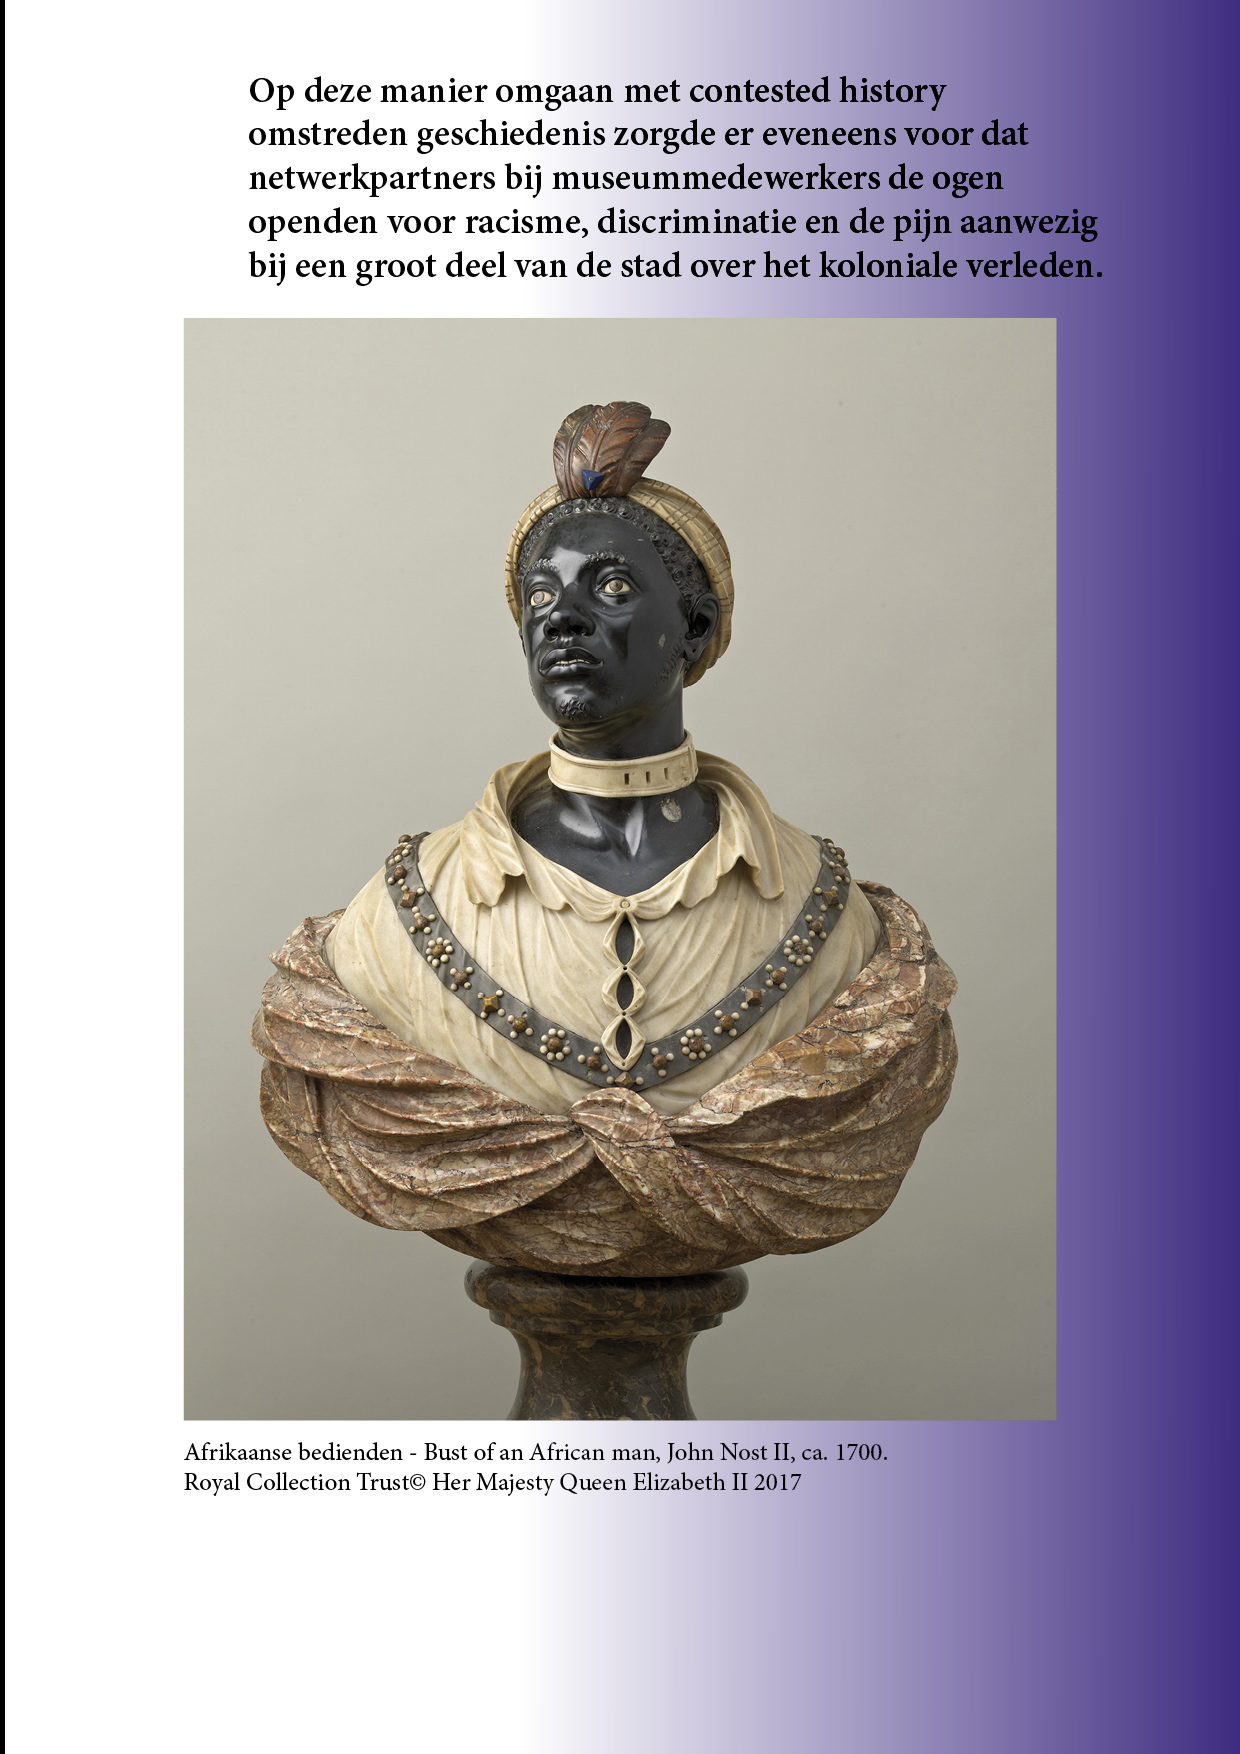 Op deze manier omgaan met contested history
omstreden geschiedenis zorgde er eveneens voor dat
netwerkpartners bij museummedewerkers de ogen
openden voor racisme, discriminatie en de pijn aanwezig
bij een groot deel van de stad over het koloniale verleden.
Afrikaanse bedienden - Bust of an African man, John Nost II, ca. 1700.
Royal Collection Trust© Her Majesty Queen Elizabeth II 2017